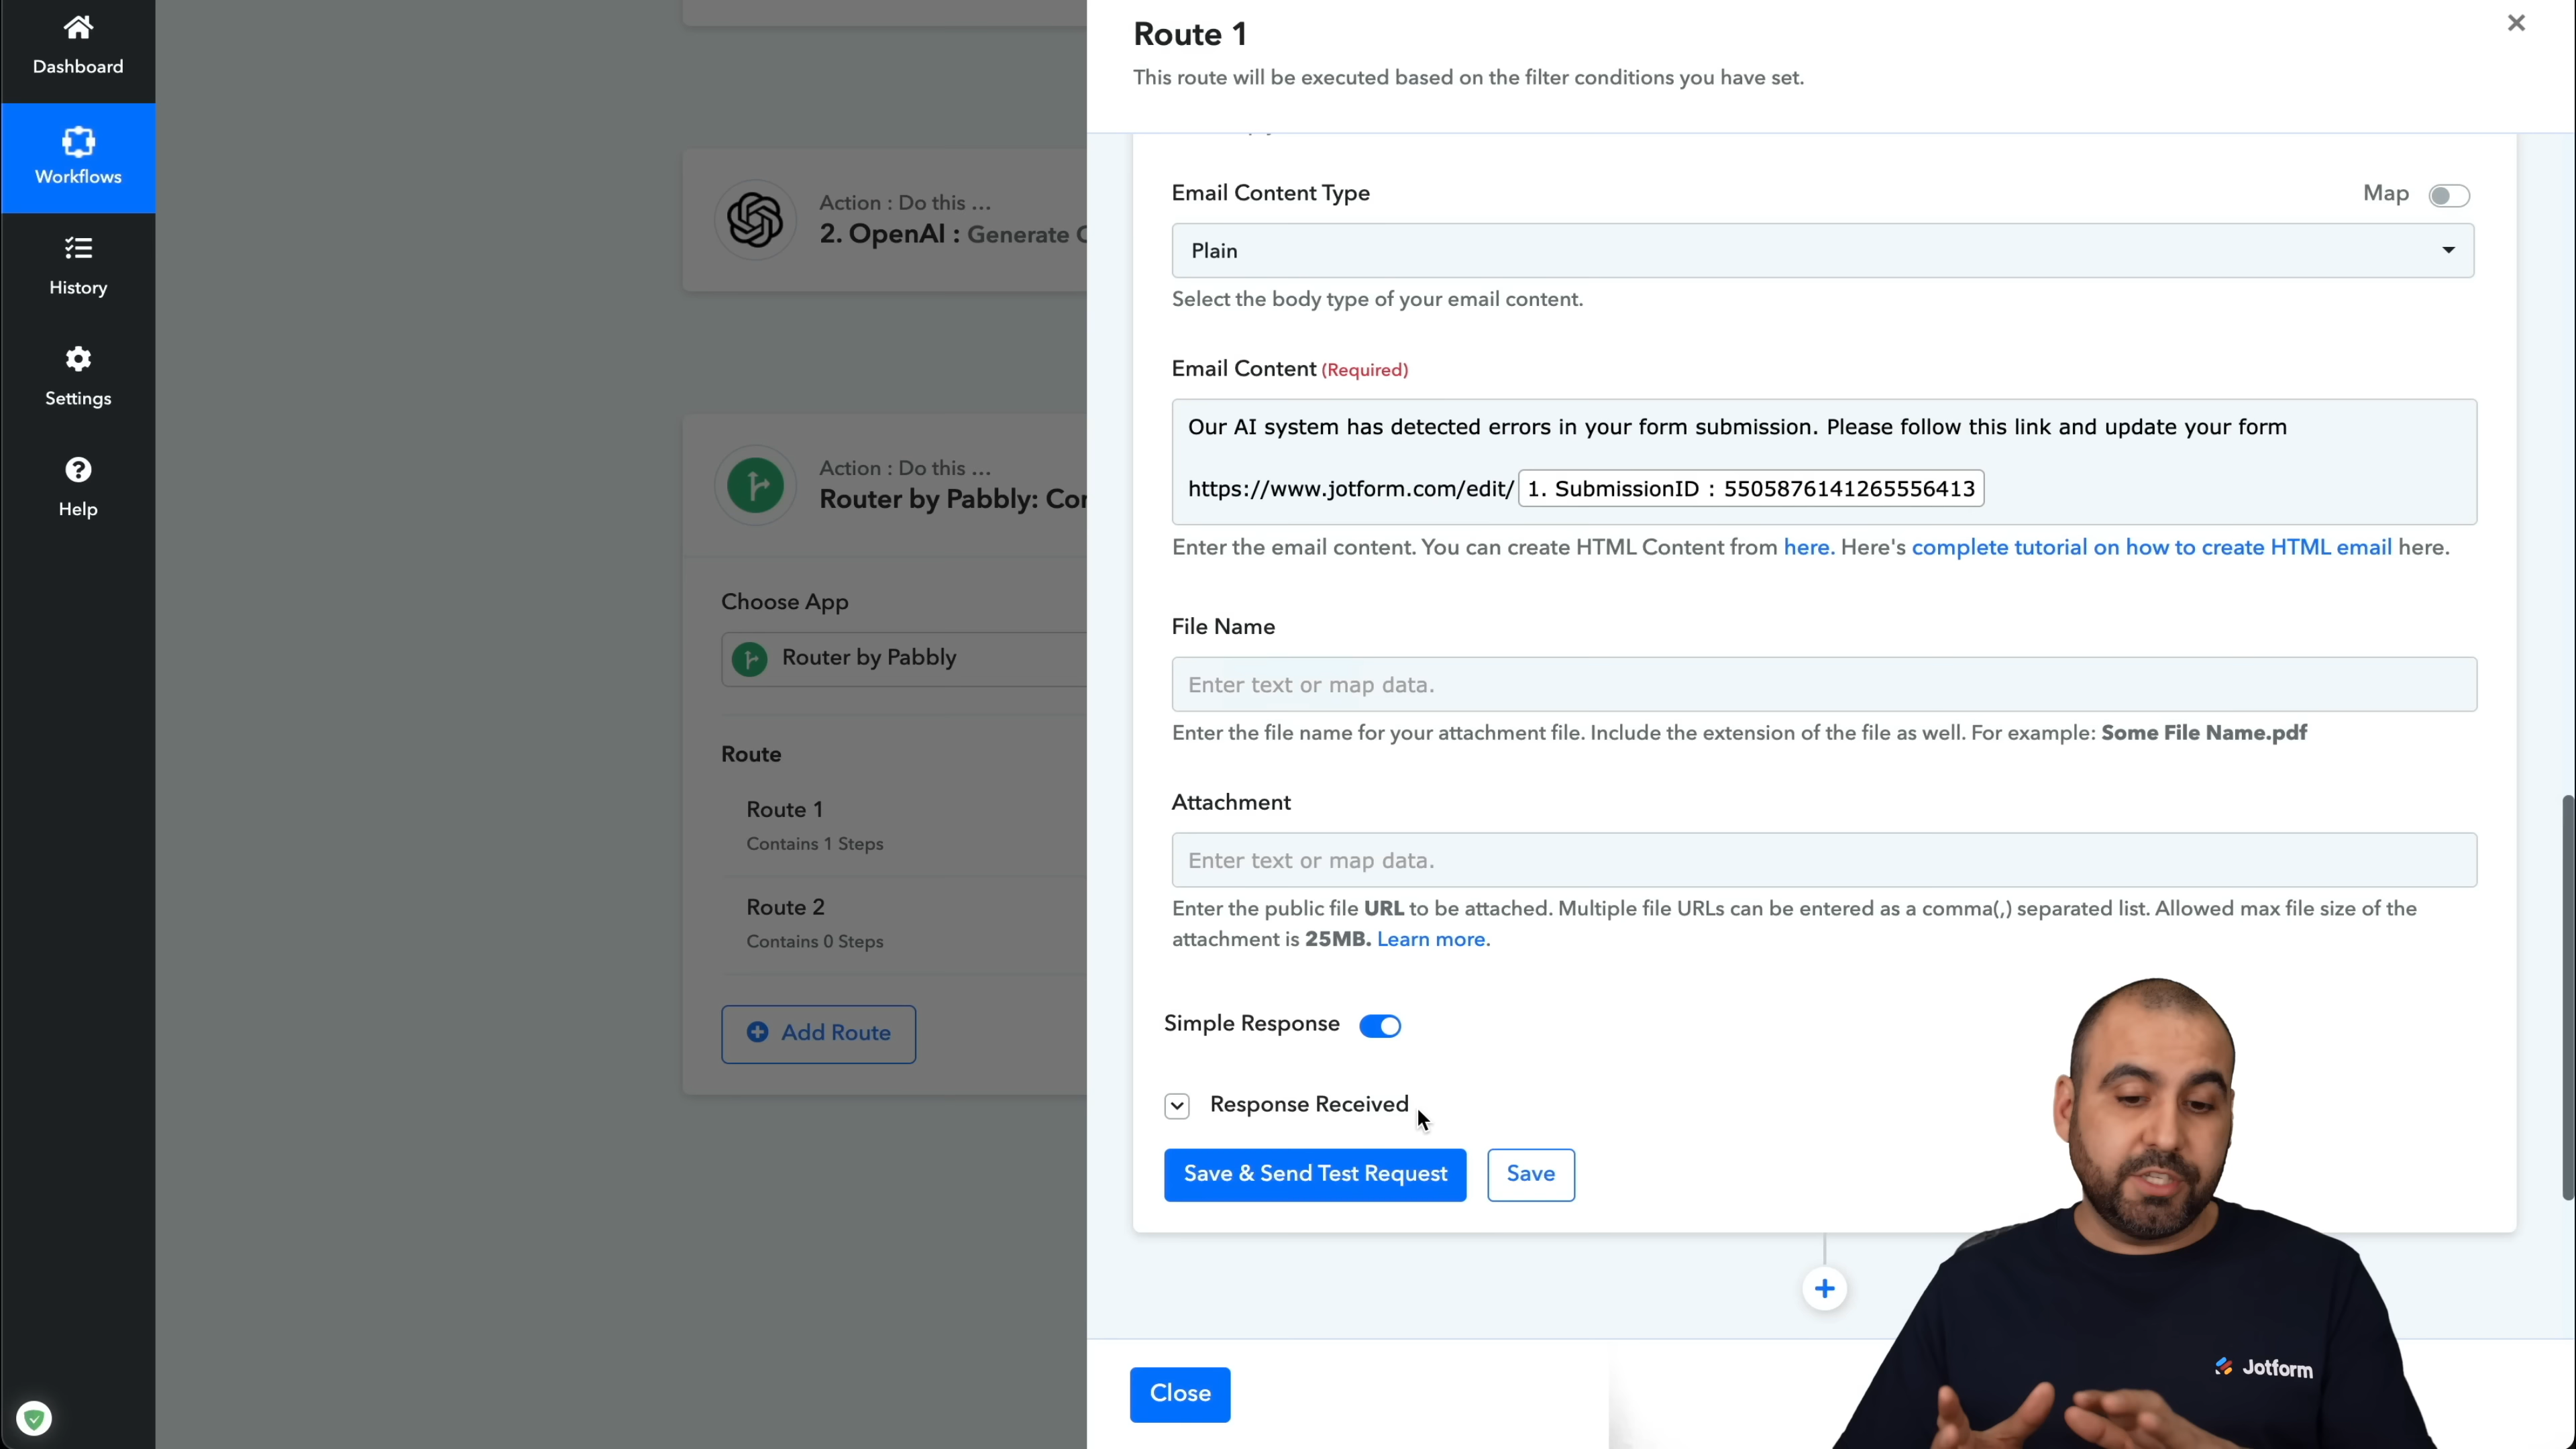 Dashboard
Workflows
History
Settings
Help
Action : Do this ...
2. OpenAI : Generate C
Action : Do this ...
Router by Pabbly: Con
Choose App
Router by Pabbly
Route
Route 1
Contains 1 Steps
Route 2
Contains 0 Steps
Add Route
Route 1
This route will be executed based on the filter conditions you have set.
Email Content Type
Map
Plain
Select the body type of your email content.
Email Content (Required)
Our AI system has detected errors in your form submission. Please follow this link and update your form
https://www.jotform.com/edit/ 1. SubmissionID : 5505876141265556413
Enter the email content. You can create HTML Content from here. Here's complete tutorial on how to create HTML email here.
File Name
Enter text or map data.
Enter the file name for your attachment file. Include the extension of the file as well. For example: Some File Name.pdf
Attachment
Enter text or map data.
Enter the public file URL to be attached. Multiple file URLs can be entered as a comma(,) separated list. Allowed max file size of the
attachment is 25MB. Learn more.
Simple Response
Response Received
Save & Send Test Request
Save
Close
Jotform